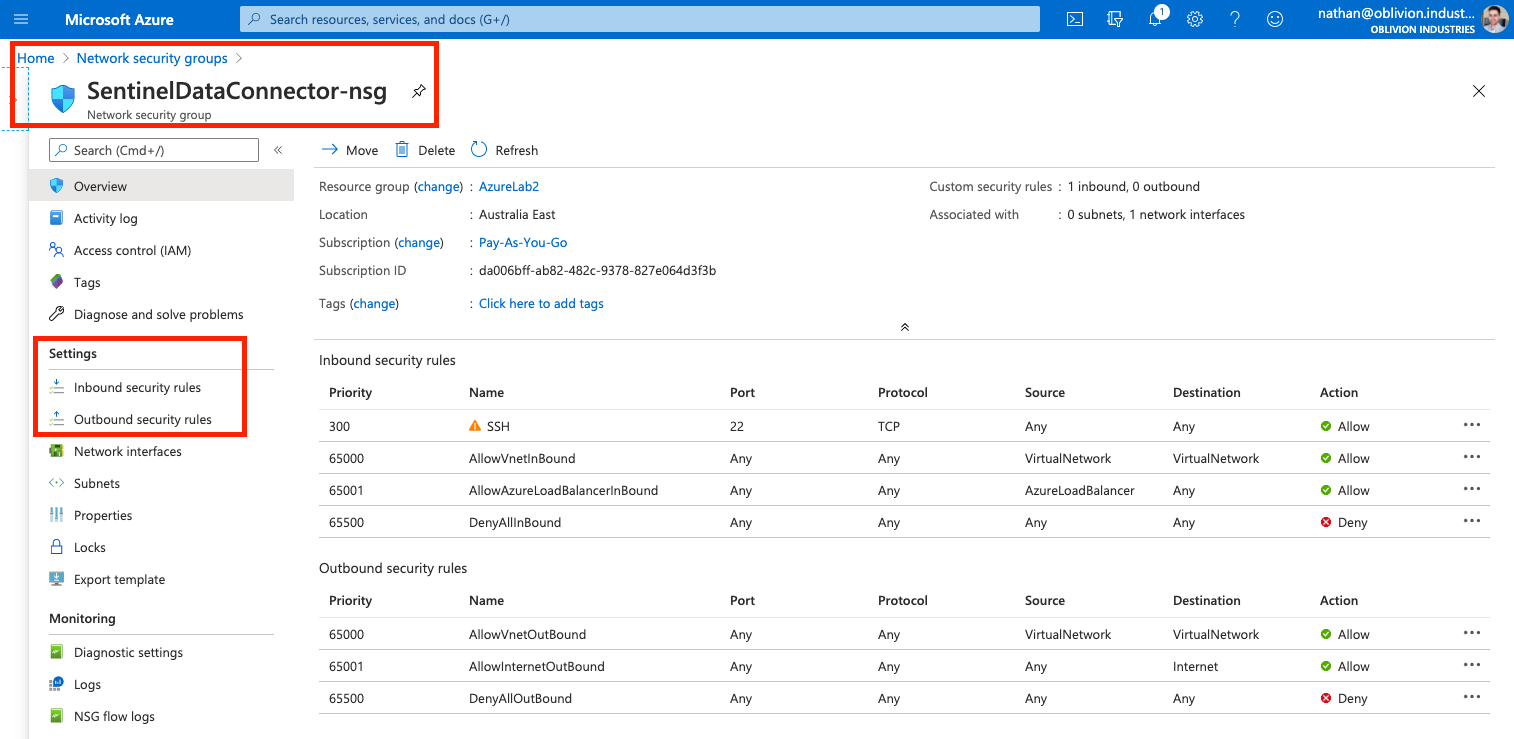 Microsoft Azure
Search resources, services, and docs (G+/)
1
nathan@oblivion.indust...
OBLIVION INDUSTRIES
Home > Network security groups >
SentinelDataConnector-nsg
Network security group
Search (Cmd+/)
«
Overview
Activity log
Access control (IAM)
Tags
Diagnose and solve problems
Settings
Inbound security rules
Outbound security rules
Network interfaces
Subnets
Properties
Locks
Export template
Monitoring
Diagnostic settings
Logs
NSG flow logs
Move Delete Refresh
Resource group (change) : AzureLab2
Location : Australia East
Subscription (change) : Pay-As-You-Go
Subscription ID : da006bff-ab82-482c-9378-827e064d3f3b
Tags (change) : Click here to add tags
Custom security rules : 1 inbound, 0 outbound
Associated with : 0 subnets, 1 network interfaces
Inbound security rules
Priority Name Port Protocol Source Destination Action
300 SSH 22 TCP Any Any Allow ...
65000 AllowVnetInBound Any Any VirtualNetwork VirtualNetwork Allow ...
65001 AllowAzureLoadBalancerInBound Any Any AzureLoadBalancer Any Allow ...
65500 DenyAllInBound Any Any Any Any Deny ...
Outbound security rules
Priority Name Port Protocol Source Destination Action
65000 AllowVnetOutBound Any Any VirtualNetwork VirtualNetwork Allow ...
65001 AllowInternetOutBound Any Any Any Internet Allow ...
65500 DenyAllOutBound Any Any Any Any Deny ...